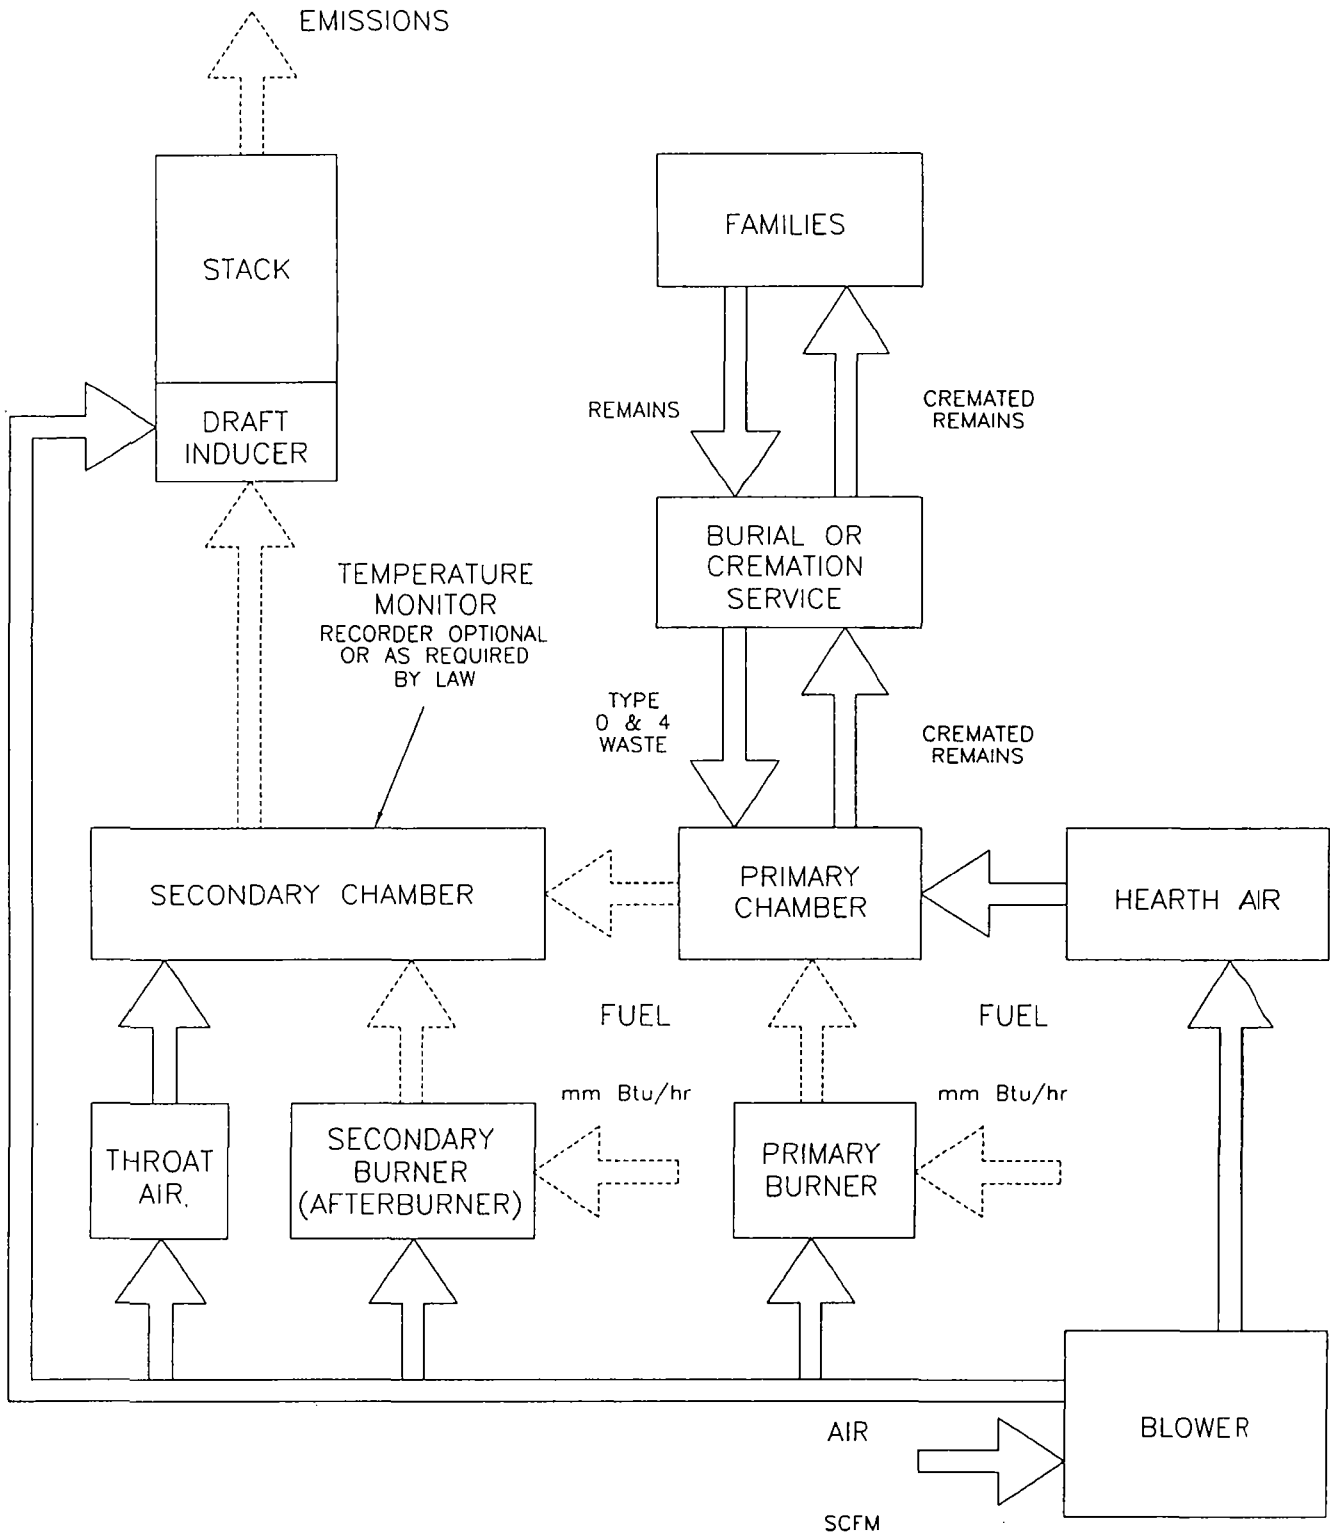 EMISSIONS
STACK
DRAFT
INDUCER
FAMILIES
REMAINS
CREMATED
REMAINS
BURIAL OR
CREMATION
SERVICE
TEMPERATURE
MONITOR
RECORDER OPTIONAL
OR AS REQUIRED
BY LAW
TYPE
0 & 4
WASTE
CREMATED
REMAINS
SECONDARY CHAMBER
PRIMARY
CHAMBER
HEARTH AIR
FUEL
mm Btu/hr
FUEL
mm Btu/hr
THROAT
AIR
SECONDARY
BURNER
(AFTERBURNER)
PRIMARY
BURNER
AIR
SCFM
BLOWER